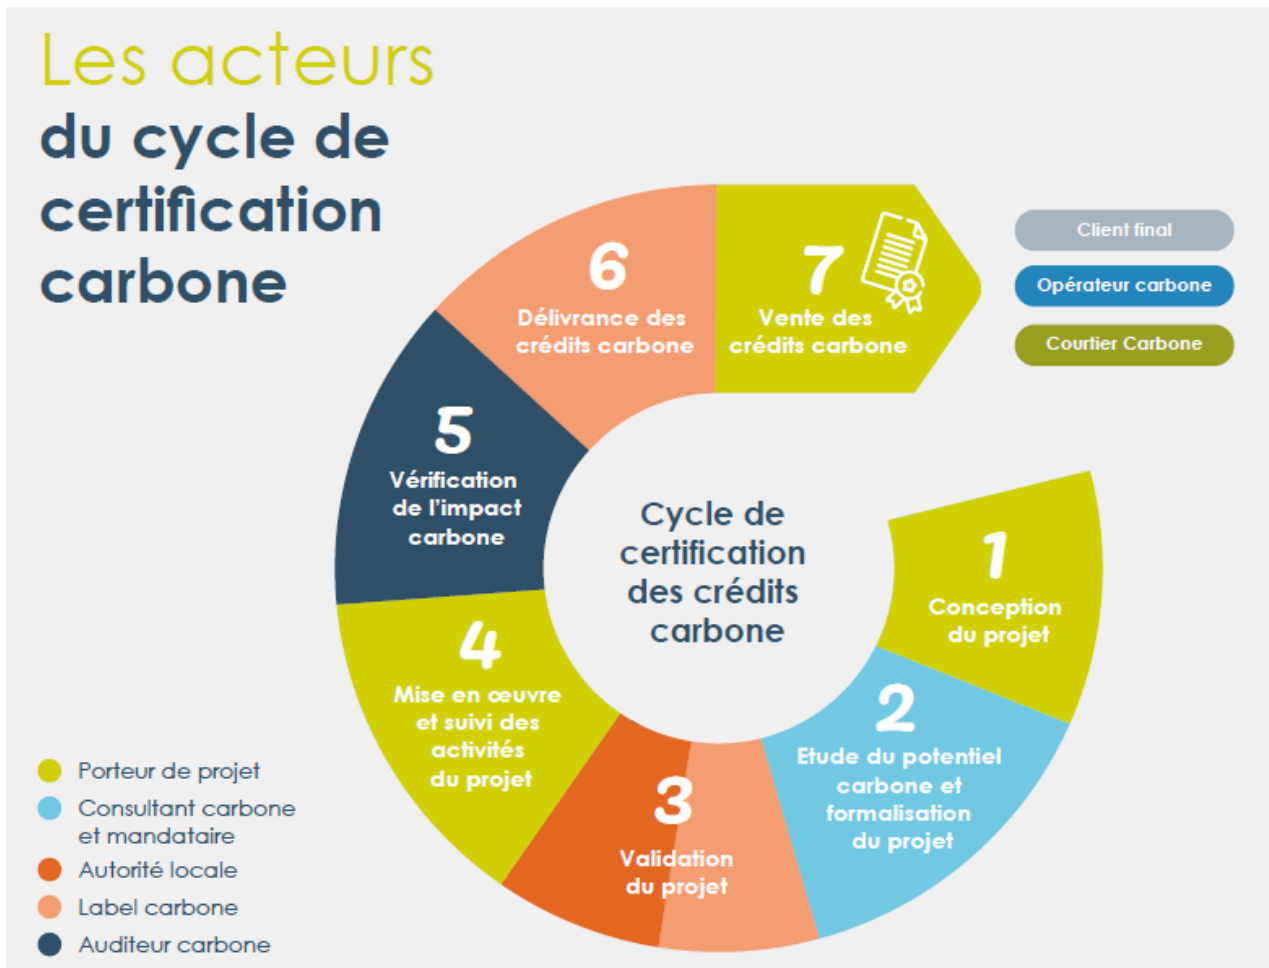 Les acteurs
du cycle de
certification
carbone
6
Délivrance des
crédits carbone
7
Vente des
crédits carbone
Client final
Opérateur carbone
Courtier Carbone
5
Vérification
de l'impact
carbone
Cycle de
certification
des crédits
carbone
1
Conception
du projet
4
Mise en œuvre
et suivi des
activités
du projet
2
Etude du potentiel
carbone et
formalisation
du projet
3
Validation
du projet
Porteur de projet
Consultant carbone
et mandataire
Autorité locale
Label carbone
Auditeur carbone